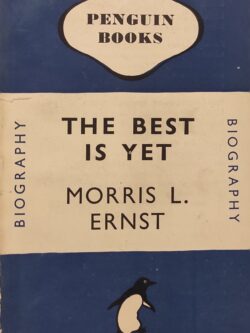 PENGUIN
BOOKS
BIOGRAPHY
THE BEST
IS YET
MORRIS L.
ERNST
BIOGRAPHY